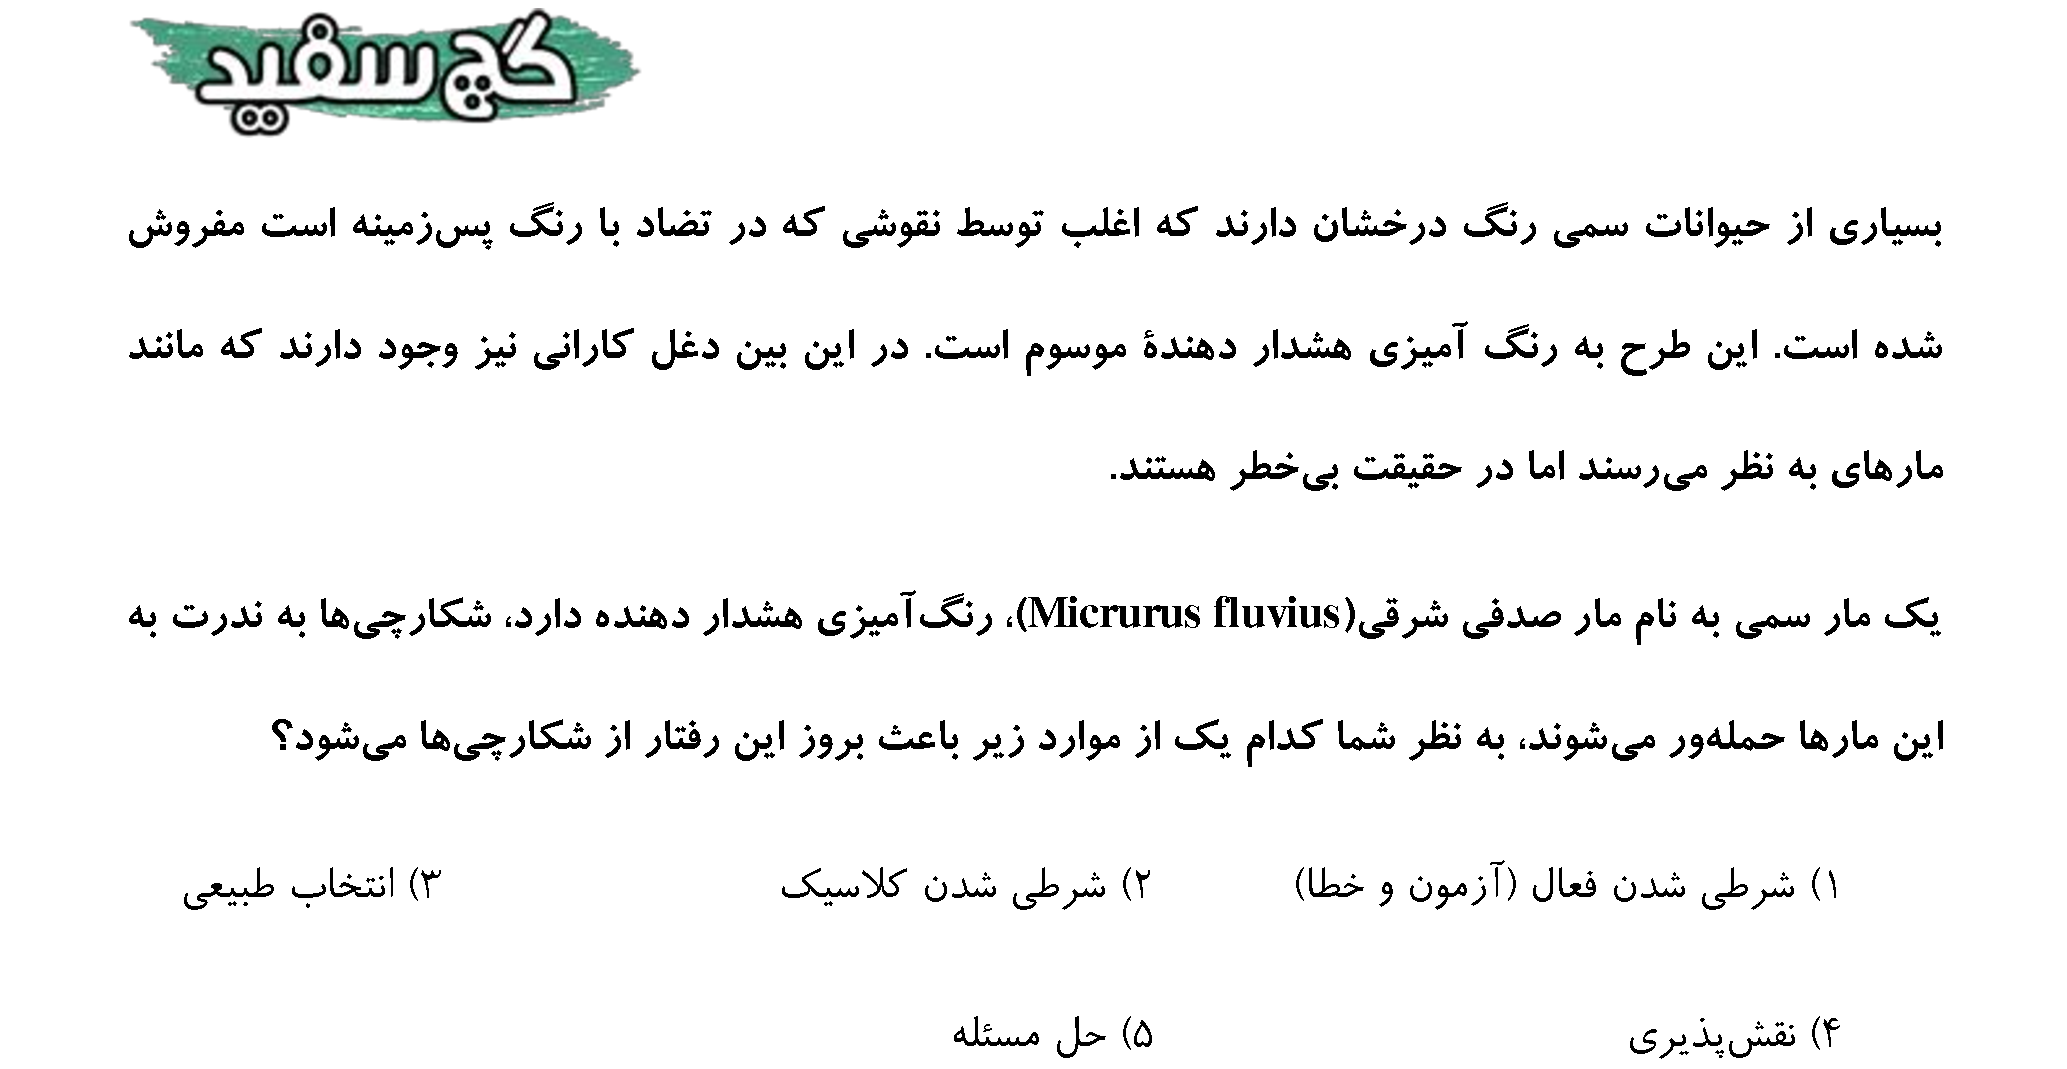 گچ سفید
بسیاری از حیوانات سمی رنگ درخشان دارند که اغلب توسط نقوشی که در تضاد با رنگ پس‌زمینه است مفروش
شده است. این طرح به رنگ آمیزی هشدار دهندهٔ موسوم است. در این بین دغل کارانی نیز وجود دارند که مانند
مارهای به نظر می‌رسند اما در حقیقت بی‌خطر هستند.
یک مار سمی به نام مار صدفی شرقی(Micrurus fluvius)، رنگ‌آمیزی هشدار دهنده دارد، شکارچی‌ها به ندرت به
این مارها حمله‌ور می‌شوند، به نظر شما کدام یک از موارد زیر باعث بروز این رفتار از شکارچی‌ها می‌شود؟
۱) شرطی شدن فعال (آزمون و خطا) ۲) شرطی شدن کلاسیک ۳) انتخاب طبیعی
۴) نقش‌پذیری ۵) حل مسئله